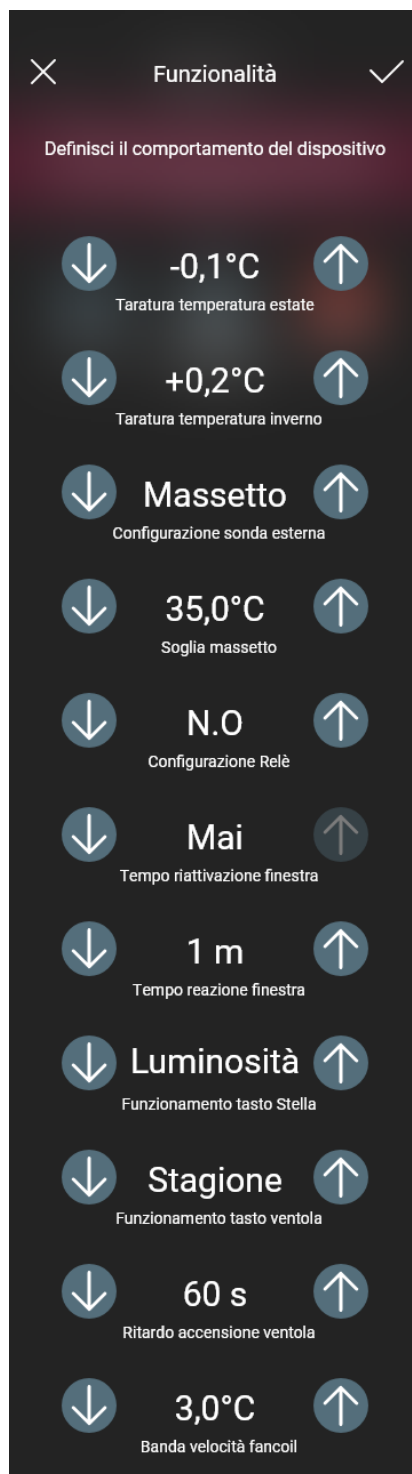 Funzionalità
Definisci il comportamento del dispositivo
-0,1°C
Taratura temperatura estate
+0,2°C
Taratura temperatura inverno
Massetto
Configurazione sonda esterna
35,0°C
Soglia massetto
N.O
Configurazione Relè
Mai
Tempo riattivazione finestra
1 m
Tempo reazione finestra
Luminosità
Funzionamento tasto Stella
Stagione
Funzionamento tasto ventola
60 s
Ritardo accensione ventola
3,0°C
Banda velocità fancoil